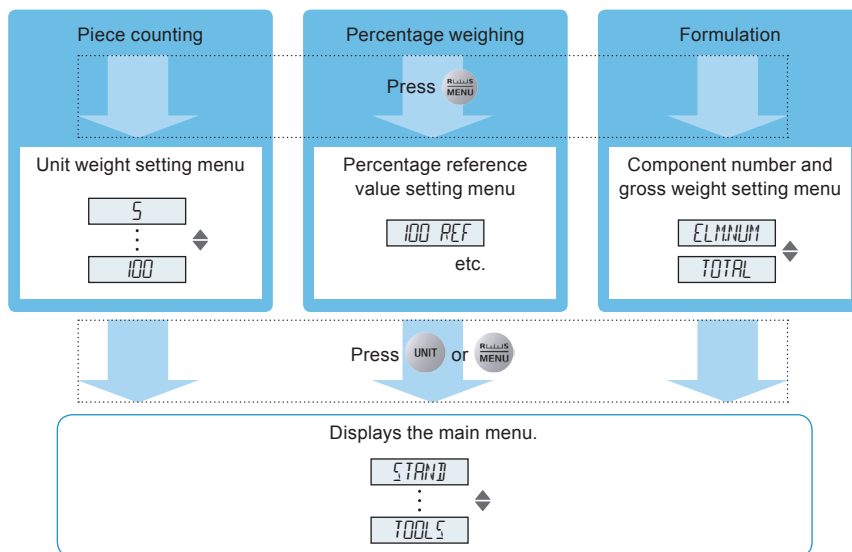 Piece counting
Percentage weighing
Formulation
Press MENU
Unit weight setting menu
5
100
Percentage reference
value setting menu
100 REF
etc.
Component number and
gross weight setting menu
ELM.NUM
TOTAL
Press UNIT or MENU
Displays the main menu.
STAND
TOOLS